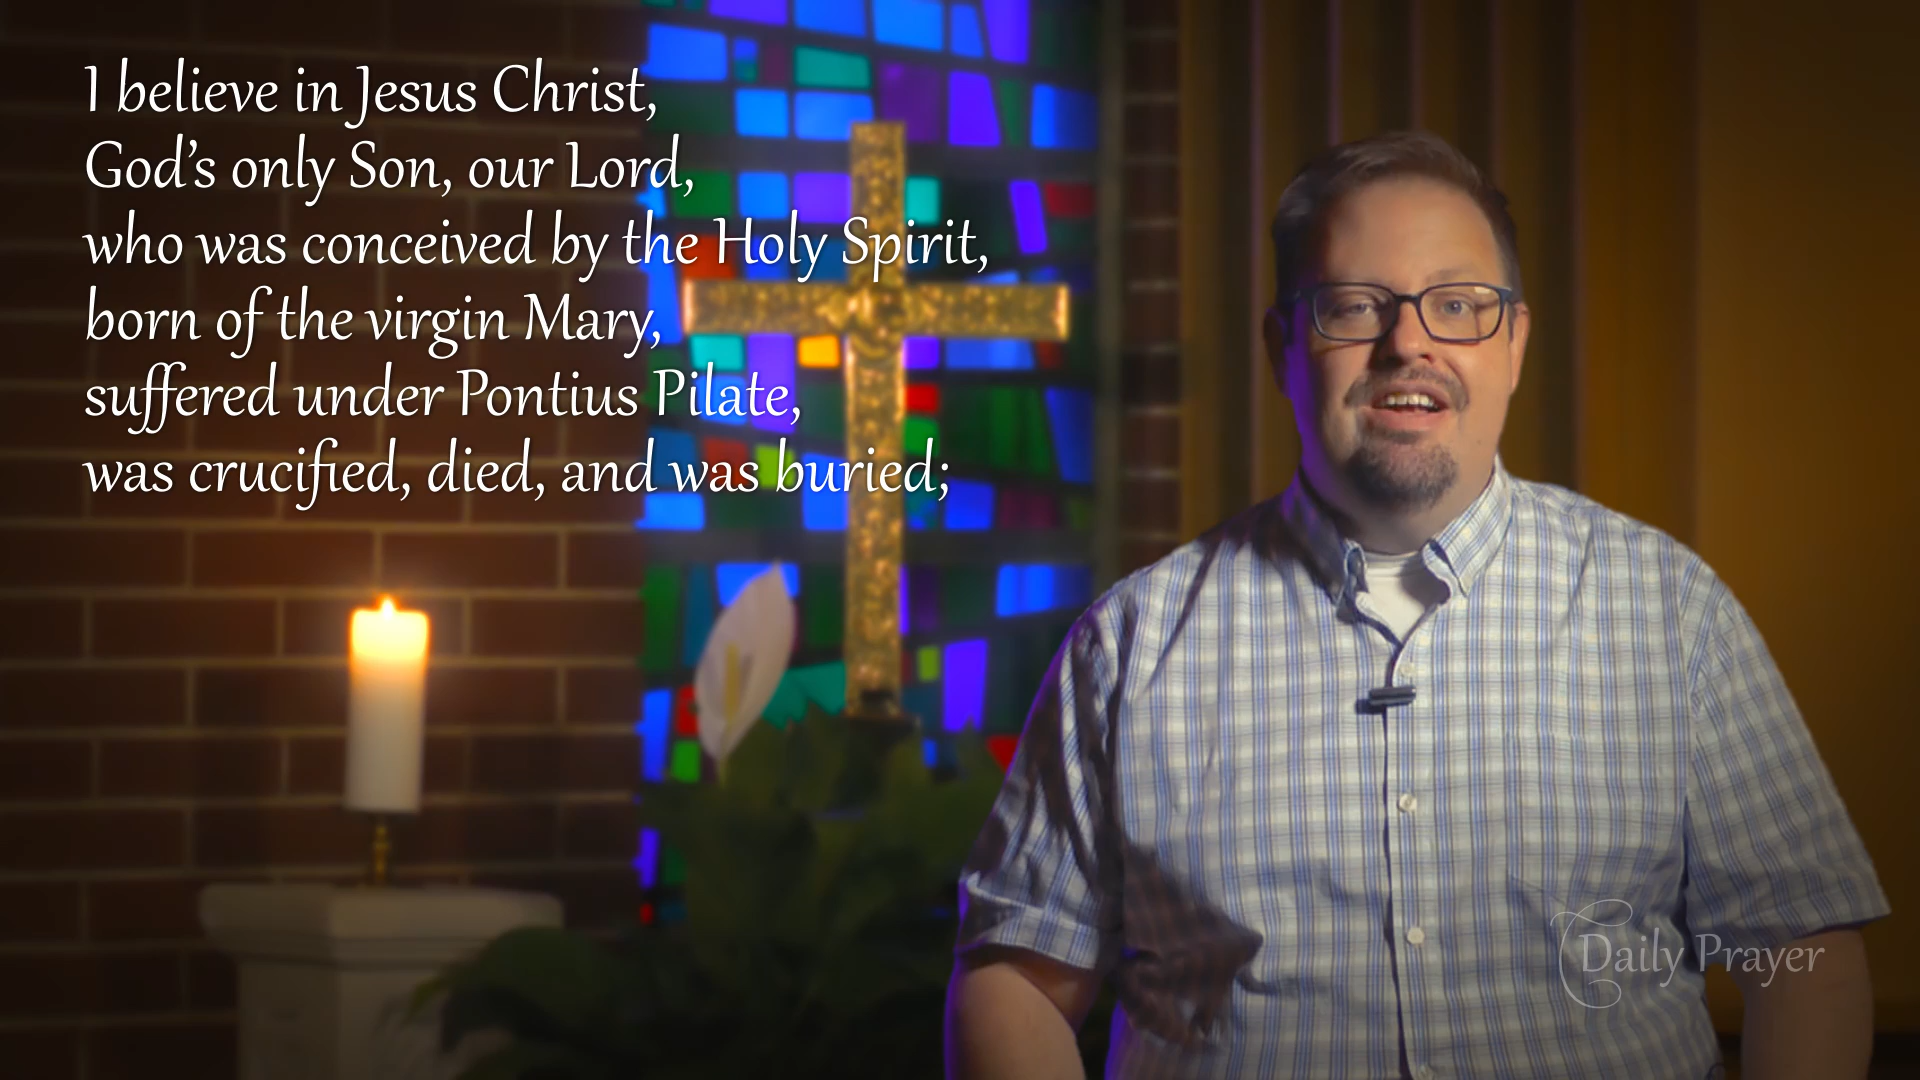 I believe in Jesus Christ,
God’s only Son, our Lord,
who was conceived by the Holy Spirit,
born of the virgin Mary,
suffered under Pontius Pilate,
was crucified, died, and was buried;
Daily Prayer